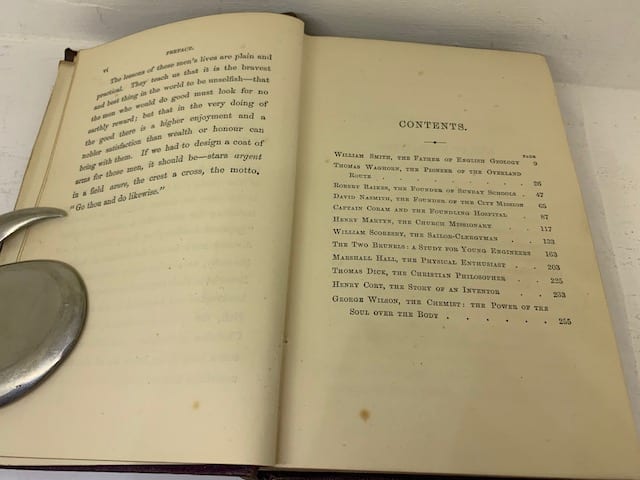 vi
PREFACE.
The lessons of these men's lives are plain and
practical. They teach us that it is the bravest
and best thing in the world to be unselfish—that
the men who would do good must look for no
earthly reward; but that in the very doing of
the good there is a higher enjoyment and a
nobler satisfaction than wealth or honour can
bring with them. If we had to design a coat of
arms for those men, it should be—stars argent
in a field azure, the crest a cross, the motto,
"Go thou and do likewise."
CONTENTS.
PAGE
WILLIAM SMITH, THE FATHER OF ENGLISH GEOLOGY 9
THOMAS WAGHORN, THE PIONEER OF THE OVERLAND
ROUTE . . . . . . . . 26
ROBERT RAIKES, THE FOUNDER OF SUNDAY SCHOOLS . 47
DAVID NASMITH, THE FOUNDER OF THE CITY MISSION 65
CAPTAIN CORAM AND THE FOUNDLING HOSPITAL . 87
HENRY MARTYN, THE CHURCH MISSIONARY . . 117
WILLIAM SCORESBY, THE SAILOR-CLERGYMAN . . 133
THE TWO BRUNELS: A STUDY FOR YOUNG ENGINEERS 163
MARSHALL HALL, THE PHYSICAL ENTHUSIAST . . 203
THOMAS DICK, THE CHRISTIAN PHILOSOPHER . . 225
HENRY CORT, THE STORY OF AN INVENTOR . . 233
GEORGE WILSON, THE CHEMIST: THE POWER OF THE
SOUL OVER THE BODY . . . . . . 255